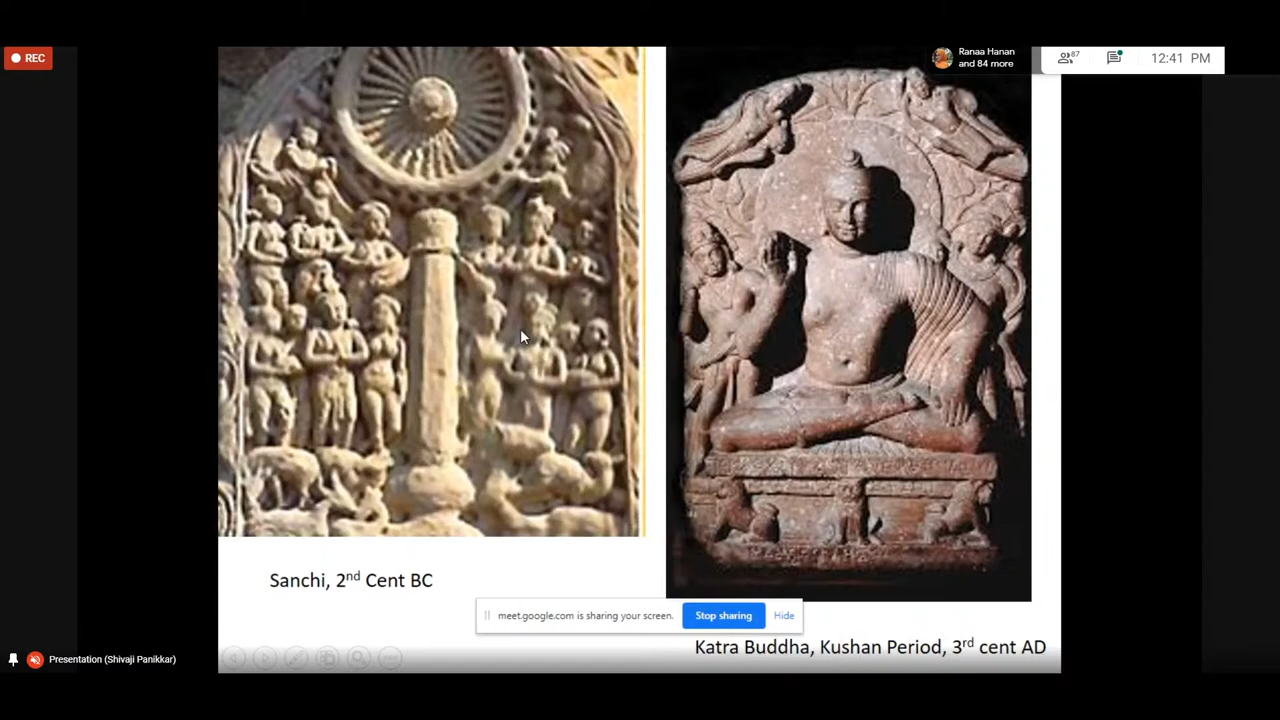 REC
Ranaa Hanan
and 84 more
87
12:41 PM
Sanchi, 2nd Cent BC
meet.google.com is sharing your screen.
Stop sharing
Hide
Katra Buddha, Kushan Period, 3rd cent AD
Presentation (Shivaji Panikkar)